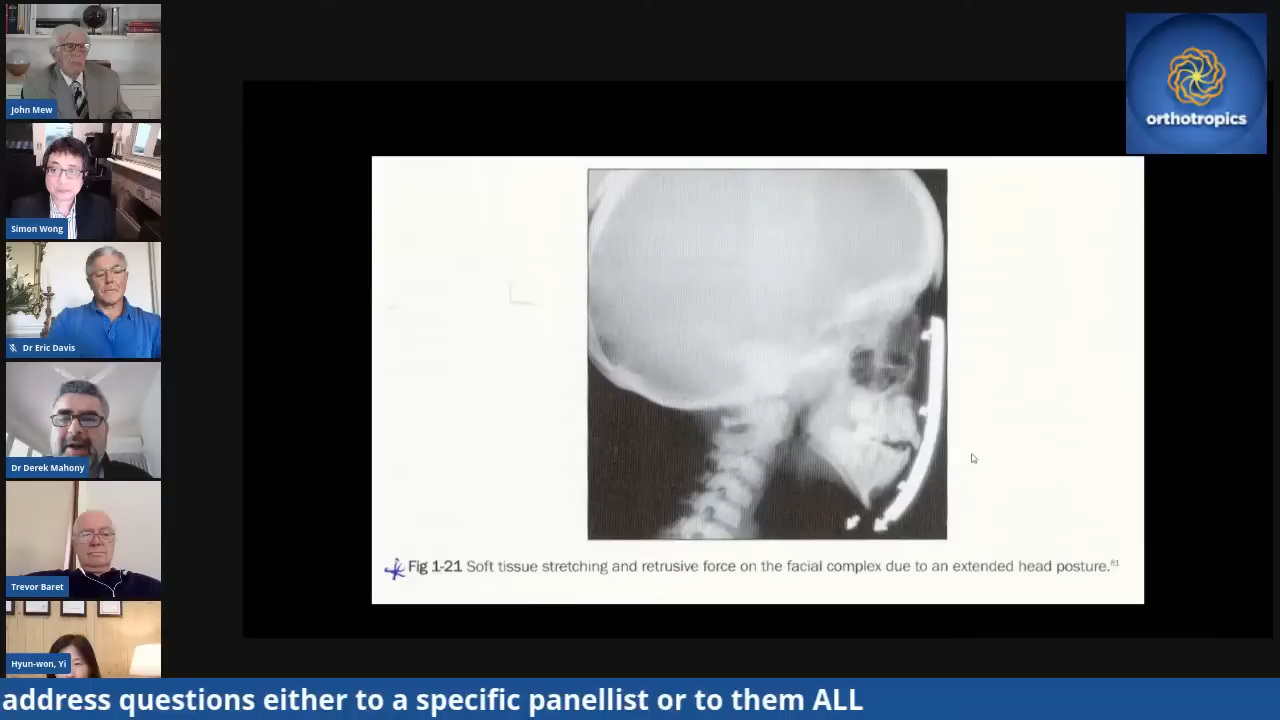 John Mew
Simon Wong
Dr Eric Davis
Dr Derek Mahony
Trevor Baret
Hyun-won, Yi
orthotropics
Fig 1-21 Soft tissue stretching and retrusive force on the facial complex due to an extended head posture.61
address questions either to a specific panellist or to them ALL